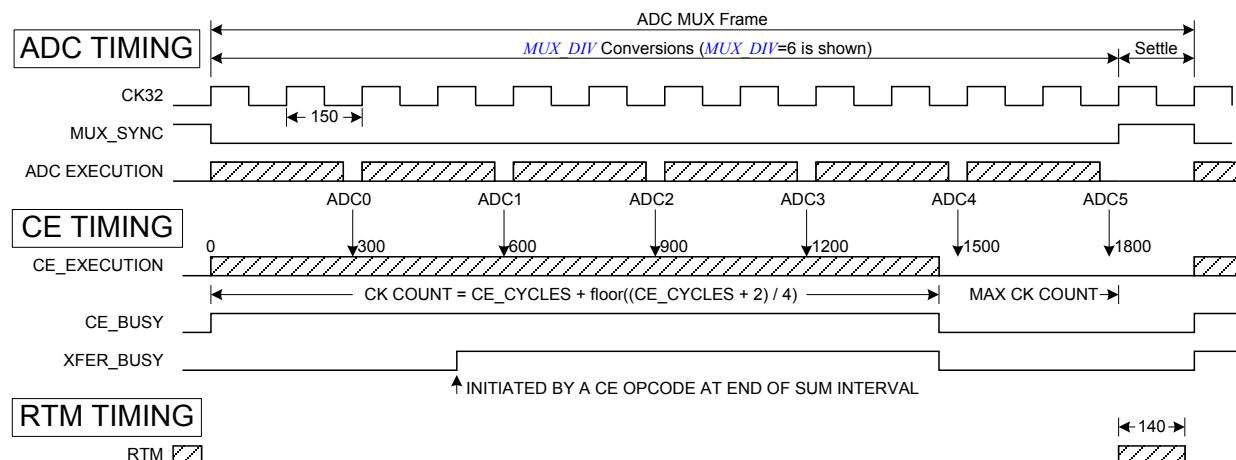 ADC MUX Frame
ADC TIMING
MUX_DIV Conversions (MUX_DIV=6 is shown)
Settle
CK32
150
MUX_SYNC
ADC EXECUTION
ADC0 ADC1 ADC2 ADC3 ADC4 ADC5
CE TIMING
0 300 600 900 1200 1500 1800
CE_EXECUTION
CK COUNT = CE_CYCLES + floor((CE_CYCLES + 2) / 4)
MAX CK COUNT
CE_BUSY
XFER_BUSY
INITIATED BY A CE OPCODE AT END OF SUM INTERVAL
RTM TIMING
140
RTM